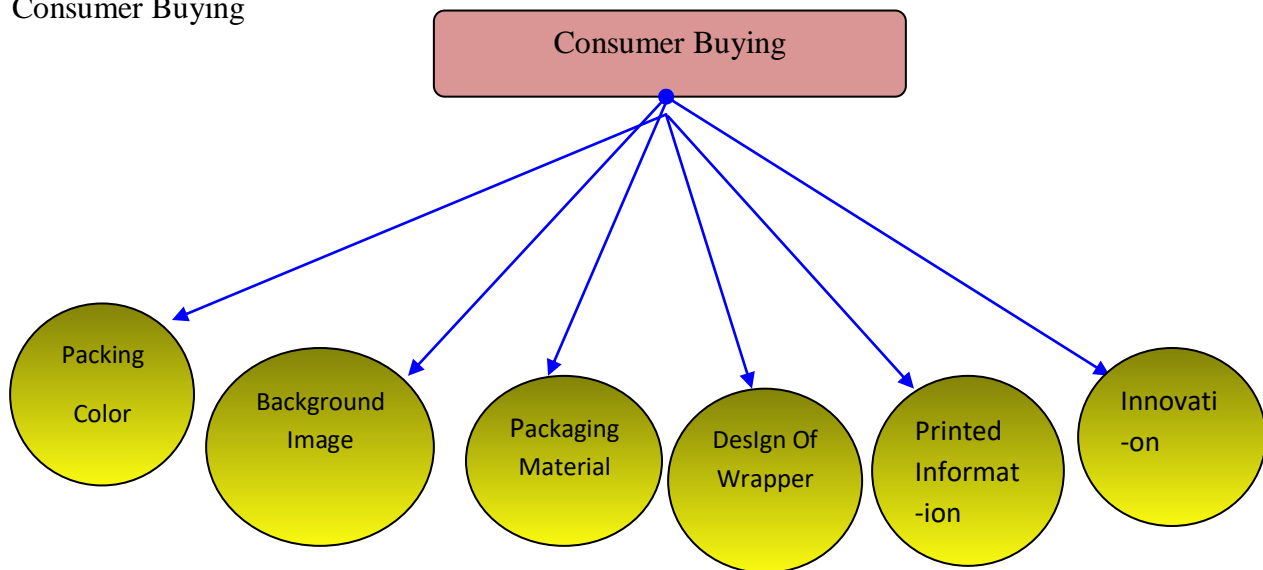 Consumer Buying
Consumer Buying
Packing
Color
Background
Image
Packaging
Material
DesIgn Of
Wrapper
Printed
Informat
-ion
Innovati
-on